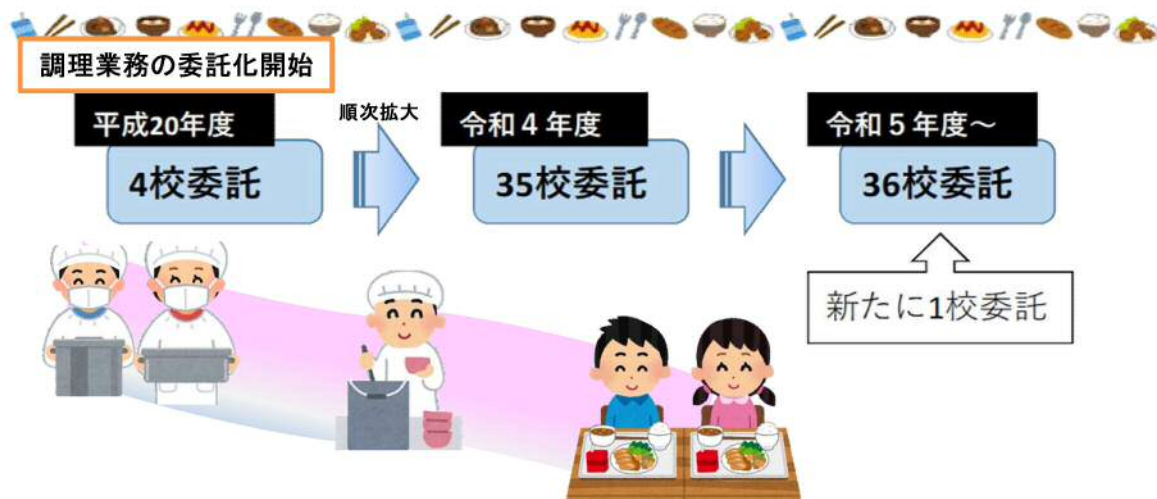 調理業務の委託化開始
平成20年度
4校委託
順次拡大
令和４年度
35校委託
令和５年度～
36校委託
新たに1校委託